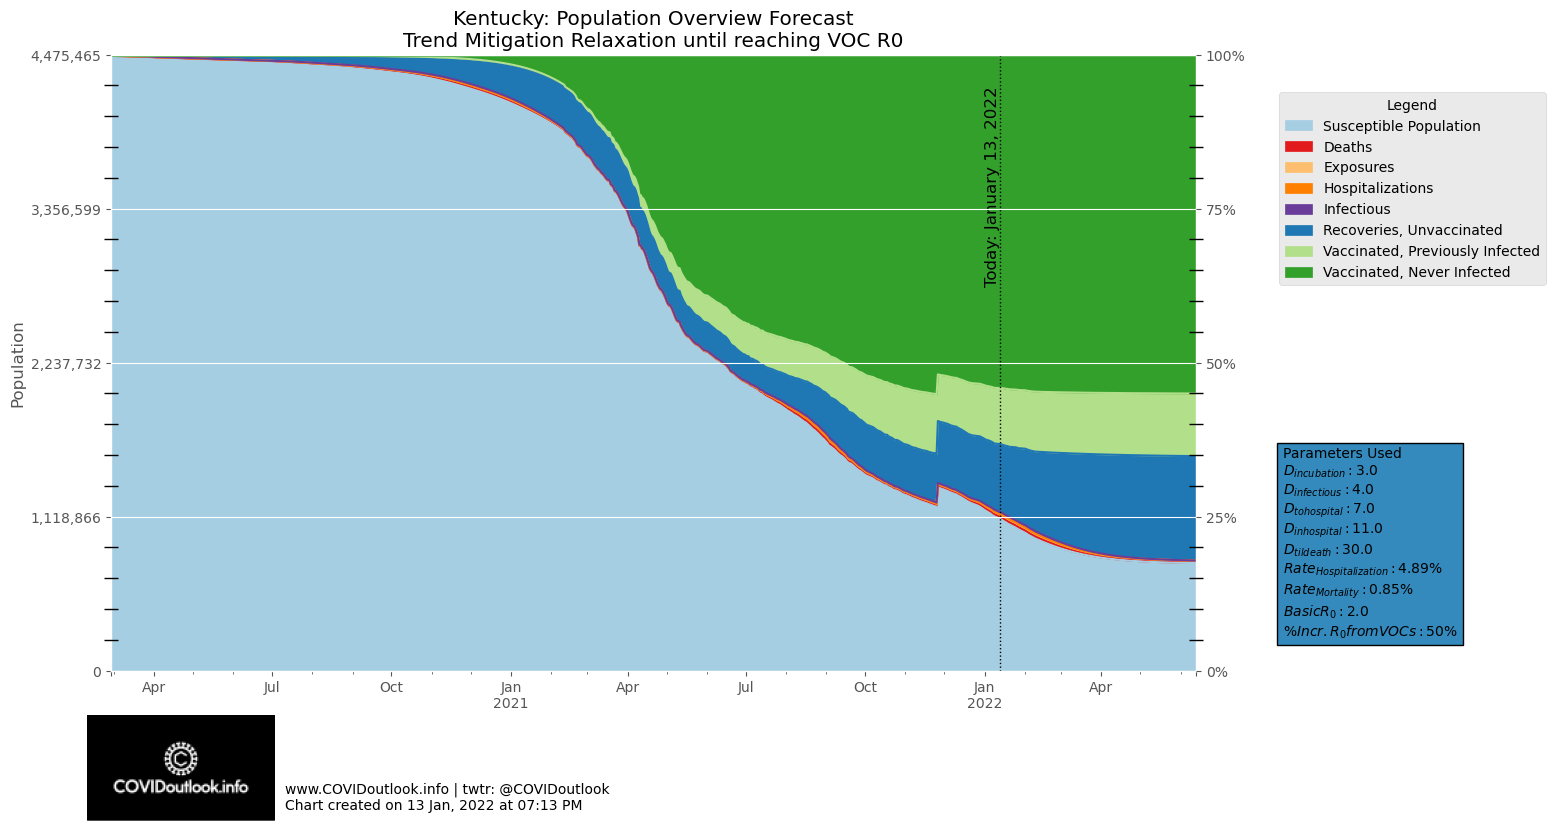 Kentucky: Population Overview Forecast
Trend Mitigation Relaxation until reaching VOC R0
4,475,465
3,356,599
2,237,732
1,118,866
0
Population
100%
75%
50%
25%
0%
Today: January 13, 2022
Apr
Jul
Oct
Jan
2021
Apr
Jul
Oct
Jan
2022
Apr
Legend
Susceptible Population
Deaths
Exposures
Hospitalizations
Infectious
Recoveries, Unvaccinated
Vaccinated, Previously Infected
Vaccinated, Never Infected
Parameters Used
D_incubation : 3.0
D_infectious : 4.0
D_tohospital : 7.0
D_inhospital : 11.0
D_tildeath : 30.0
Rate_Hospitalization : 4.89%
Rate_Mortality : 0.85%
BasicR_0 : 2.0
%Incr.R_0fromVOCs : 50%
COVIDoutlook.info
www.COVIDoutlook.info | twtr: @COVIDoutlook
Chart created on 13 Jan, 2022 at 07:13 PM